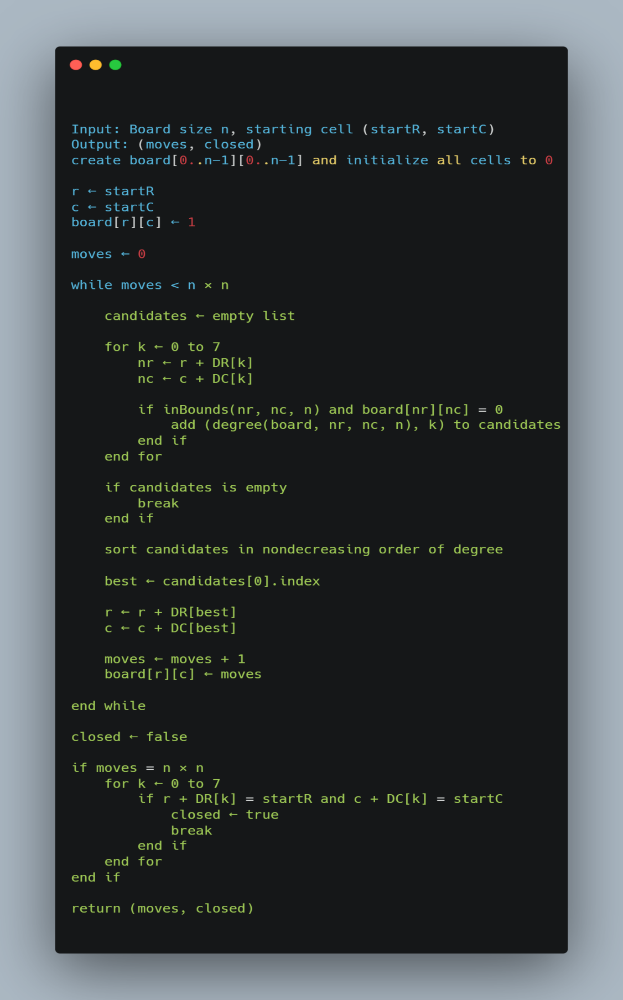 Input: Board size n, starting cell (startR, startC)
Output: (moves, closed)
create board[0..n−1][0..n−1] and initialize all cells to 0
r ← startR
c ← startC
board[r][c] ← 1
moves ← 0
while moves < n × n
candidates ← empty list
for k ← 0 to 7
nr ← r + DR[k]
nc ← c + DC[k]
if inBounds(nr, nc, n) and board[nr][nc] = 0
add (degree(board, nr, nc, n), k) to candidates
end if
end for
if candidates is empty
break
end if
sort candidates in nondecreasing order of degree
best ← candidates[0].index
r ← r + DR[best]
c ← c + DC[best]
moves ← moves + 1
board[r][c] ← moves
end while
closed ← false
if moves = n × n
for k ← 0 to 7
if r + DR[k] = startR and c + DC[k] = startC
closed ← true
break
end if
end for
end if
return (moves, closed)